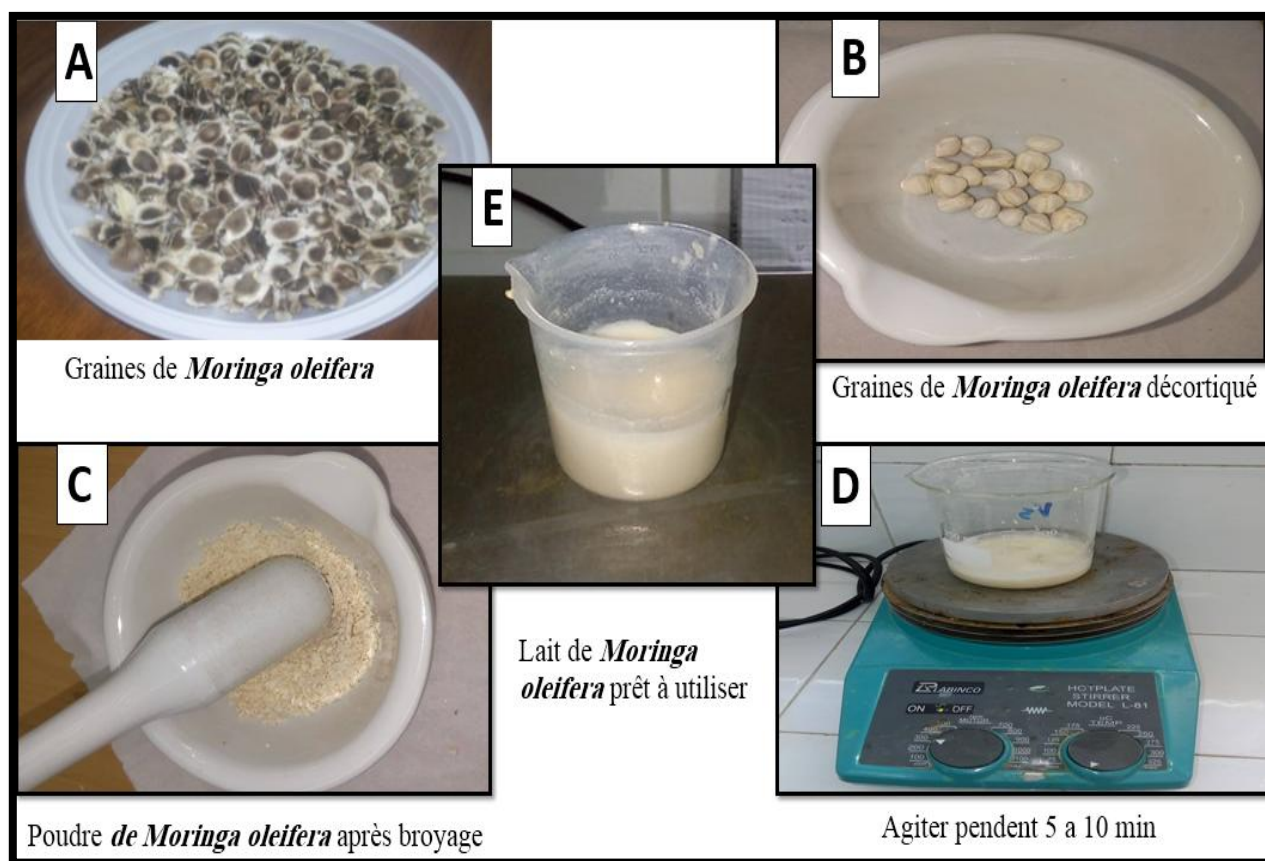 A
Graines de Moringa oleifera
B
Graines de Moringa oleifera décortiqué
E
Lait de Moringa
oleifera prêt à utiliser
C
Poudre de Moringa oleifera après broyage
D
LABINCO
HOTPLATE
STIRRER
MODEL L-81
ON OFF
Agiter pendent 5 a 10 min